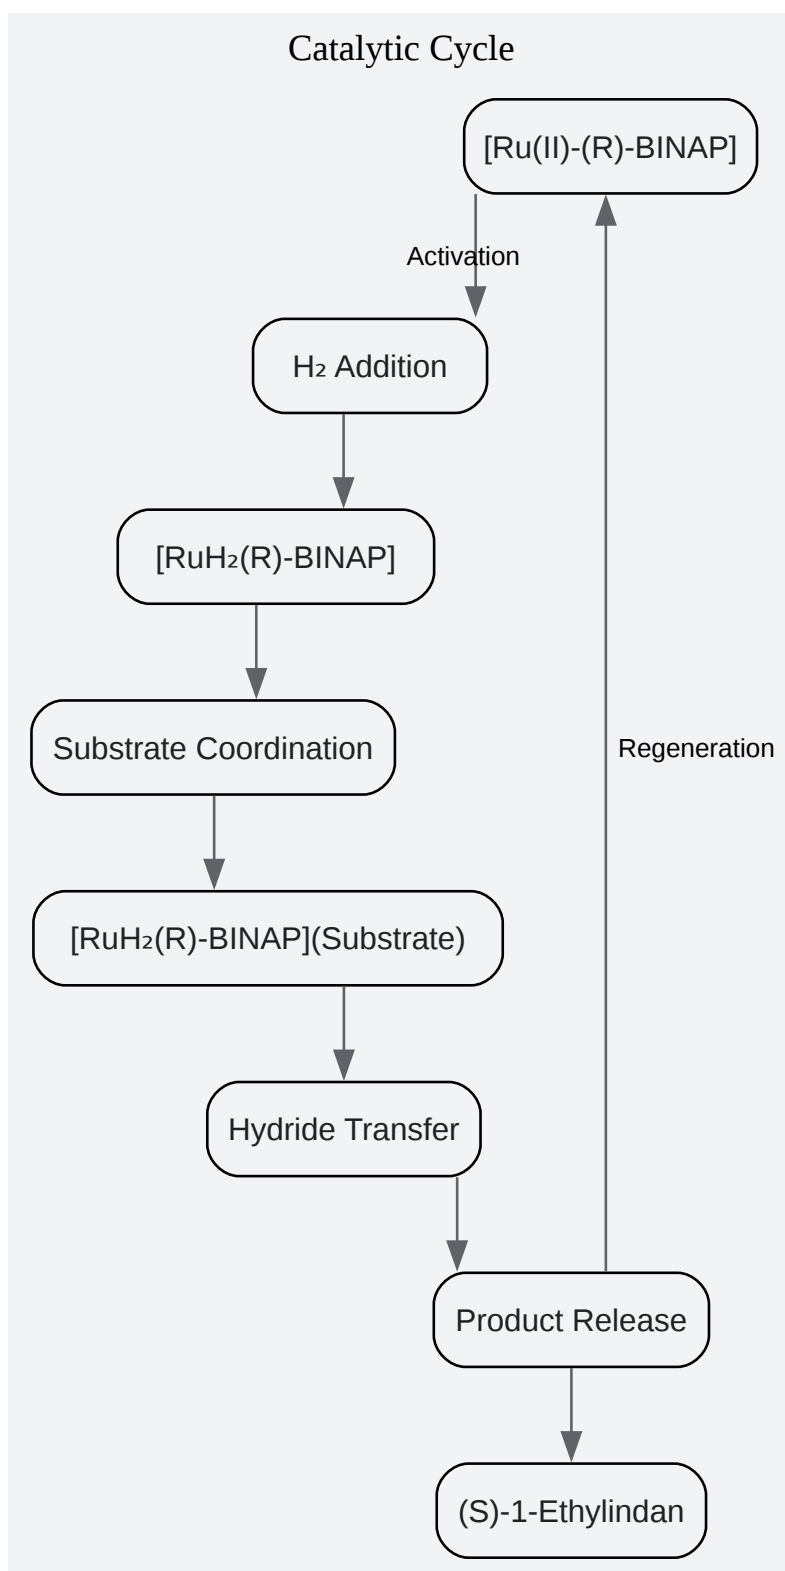 Catalytic Cycle
[Ru(II)-(R)-BINAP]
Activation
H₂ Addition
[RuH₂(R)-BINAP]
Substrate Coordination
Regeneration
[RuH₂(R)-BINAP](Substrate)
Hydride Transfer
Product Release
(S)-1-Ethylindan